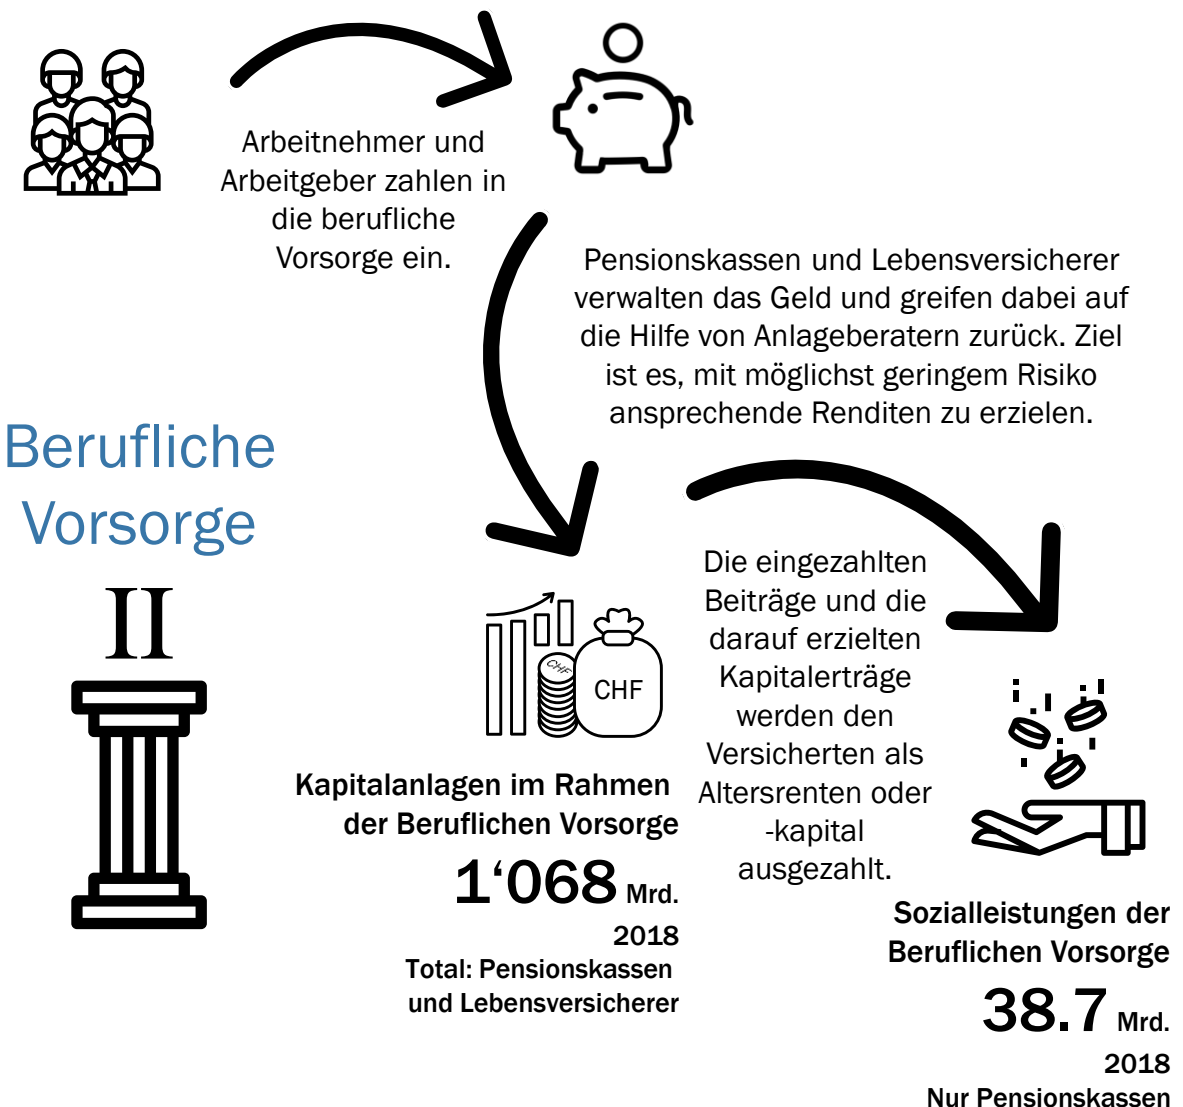 Arbeitnehmer und
Arbeitgeber zahlen in
die berufliche
Vorsorge ein.
Pensionskassen und Lebensversicherer
verwalten das Geld und greifen dabei auf
die Hilfe von Anlageberatern zurück. Ziel
ist es, mit möglichst geringem Risiko
ansprechende Renditen zu erzielen.
Berufliche
Vorsorge
II
CHF
CHF
Kapitalanlagen im Rahmen
der Beruflichen Vorsorge
1‘068 Mrd.
2018
Total: Pensionskassen
und Lebensversicherer
Die eingezahlten
Beiträge und die
darauf erzielten
Kapitalerträge
werden den
Versicherten als
Altersrenten oder
-kapital
ausgezahlt.
Sozialleistungen der
Beruflichen Vorsorge
38.7 Mrd.
2018
Nur Pensionskassen